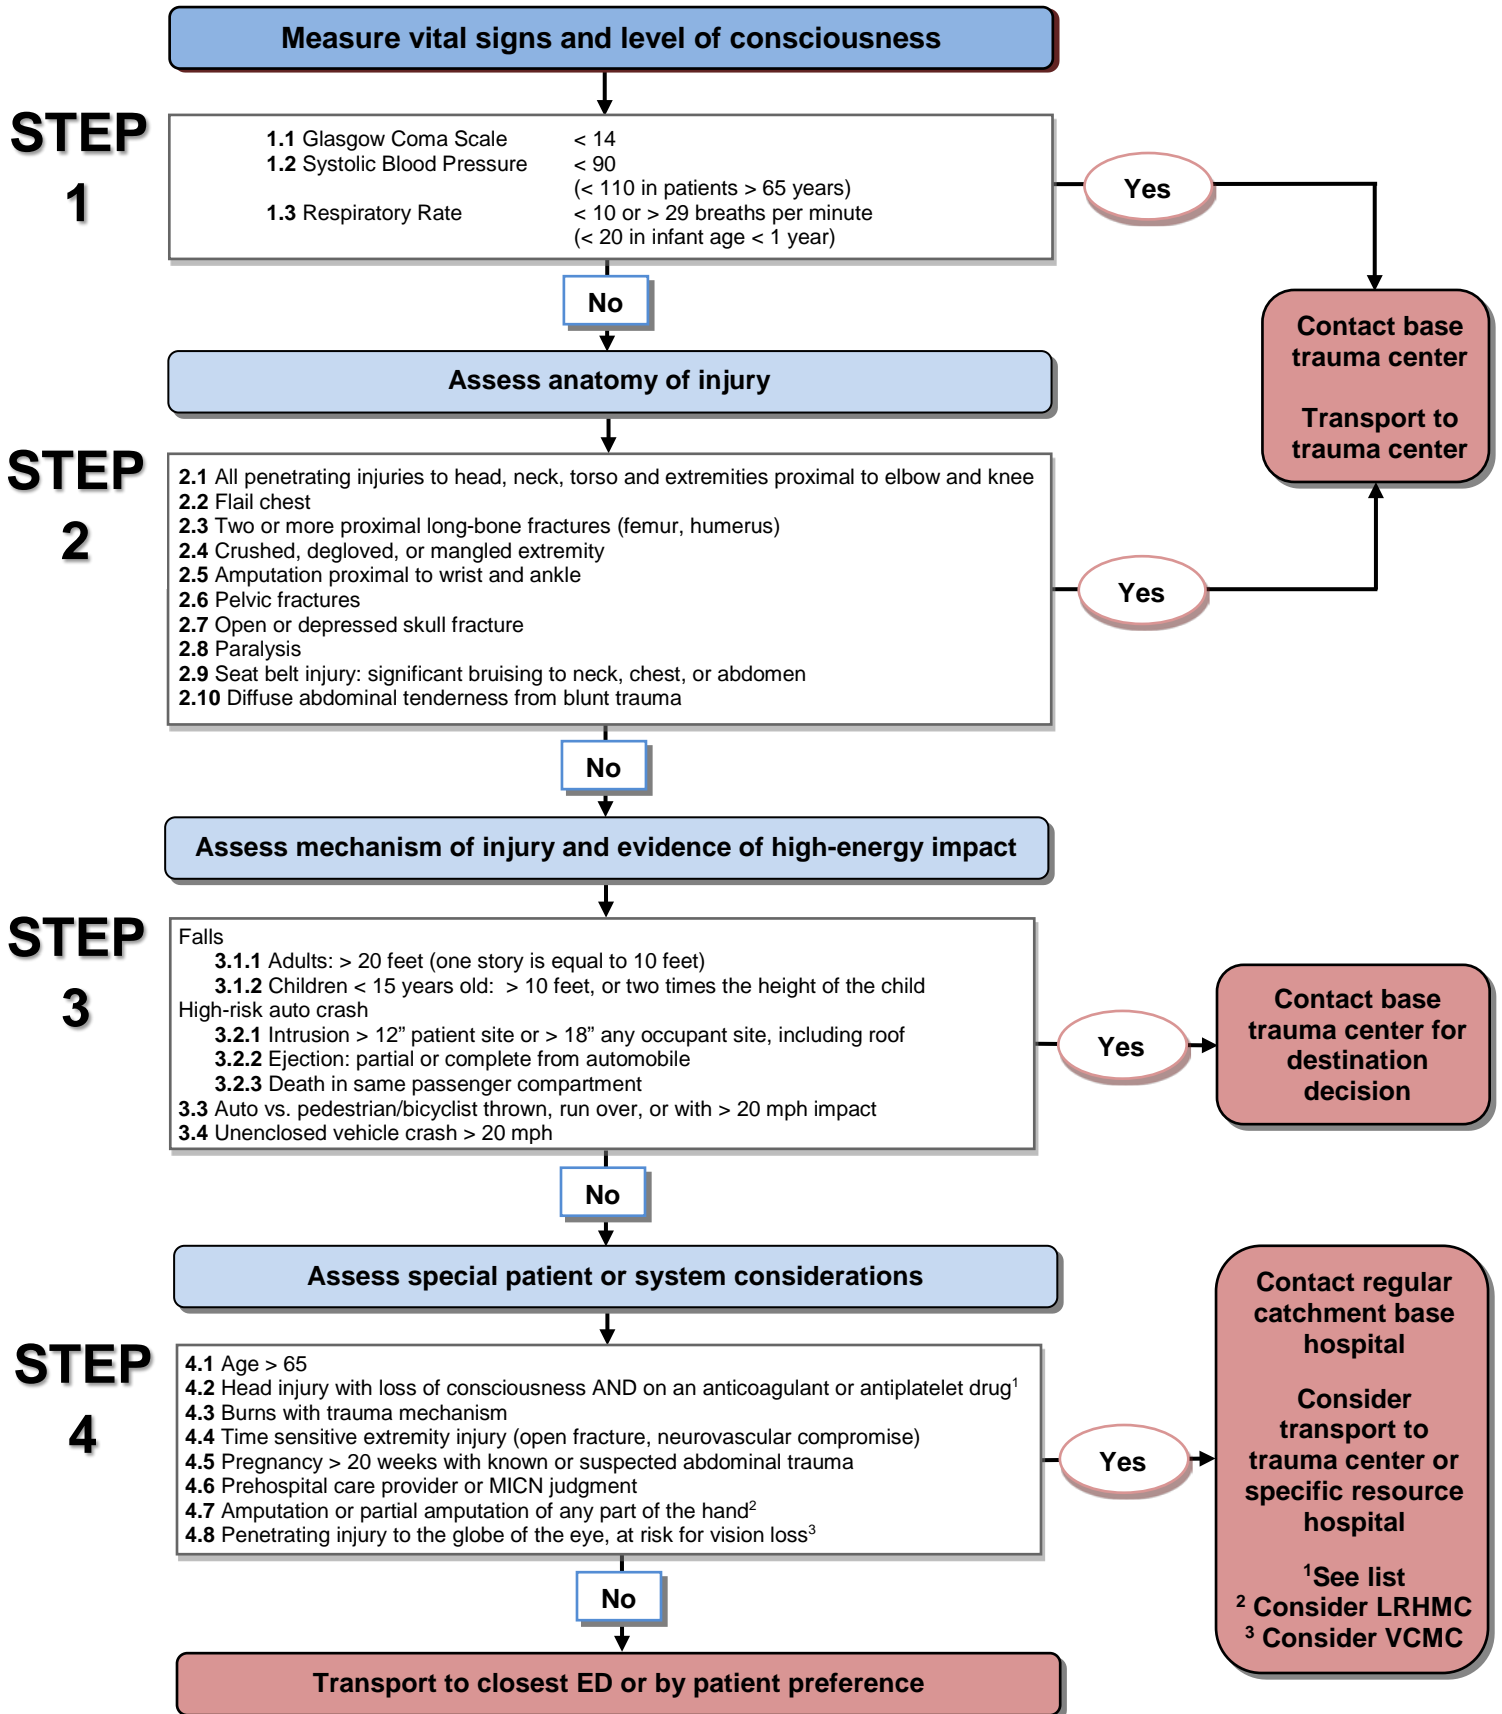 Measure vital signs and level of consciousness
STEP
1
1.1 Glasgow Coma Scale < 14
1.2 Systolic Blood Pressure < 90
(< 110 in patients > 65 years)
1.3 Respiratory Rate < 10 or > 29 breaths per minute
(< 20 in infant age < 1 year)
Yes
No
Contact base
trauma center
Transport to
trauma center
Assess anatomy of injury
STEP
2
2.1 All penetrating injuries to head, neck, torso and extremities proximal to elbow and knee
2.2 Flail chest
2.3 Two or more proximal long-bone fractures (femur, humerus)
2.4 Crushed, degloved, or mangled extremity
2.5 Amputation proximal to wrist and ankle
2.6 Pelvic fractures
2.7 Open or depressed skull fracture
2.8 Paralysis
2.9 Seat belt injury: significant bruising to neck, chest, or abdomen
2.10 Diffuse abdominal tenderness from blunt trauma
Yes
No
Assess mechanism of injury and evidence of high-energy impact
STEP
3
Falls
3.1.1 Adults: > 20 feet (one story is equal to 10 feet)
3.1.2 Children < 15 years old: > 10 feet, or two times the height of the child
High-risk auto crash
3.2.1 Intrusion > 12” patient site or > 18” any occupant site, including roof
3.2.2 Ejection: partial or complete from automobile
3.2.3 Death in same passenger compartment
3.3 Auto vs. pedestrian/bicyclist thrown, run over, or with > 20 mph impact
3.4 Unenclosed vehicle crash > 20 mph
Yes
Contact base
trauma center for
destination
decision
No
Assess special patient or system considerations
STEP
4
4.1 Age > 65
4.2 Head injury with loss of consciousness AND on an anticoagulant or antiplatelet drug¹
4.3 Burns with trauma mechanism
4.4 Time sensitive extremity injury (open fracture, neurovascular compromise)
4.5 Pregnancy > 20 weeks with known or suspected abdominal trauma
4.6 Prehospital care provider or MICN judgment
4.7 Amputation or partial amputation of any part of the hand²
4.8 Penetrating injury to the globe of the eye, at risk for vision loss³
Yes
Contact regular
catchment base
hospital
Consider
transport to
trauma center or
specific resource
hospital
¹See list
² Consider LRHMC
³ Consider VCMC
No
Transport to closest ED or by patient preference